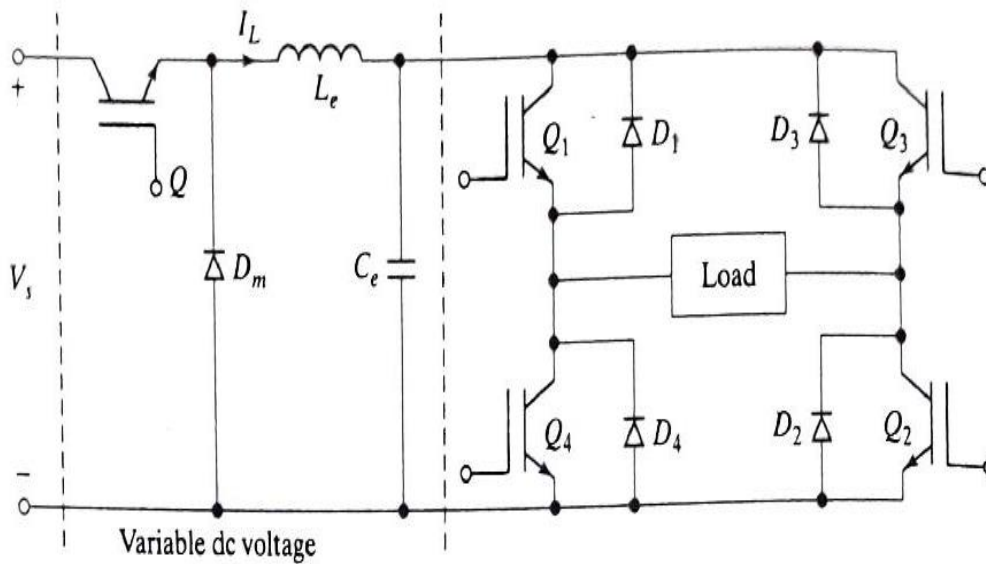 I_L
L_e
+
Q
V_s
D_m
C_e
−
Q_1
D_1
D_3
Q_3
Load
Q_4
D_4
D_2
Q_2
Variable dc voltage